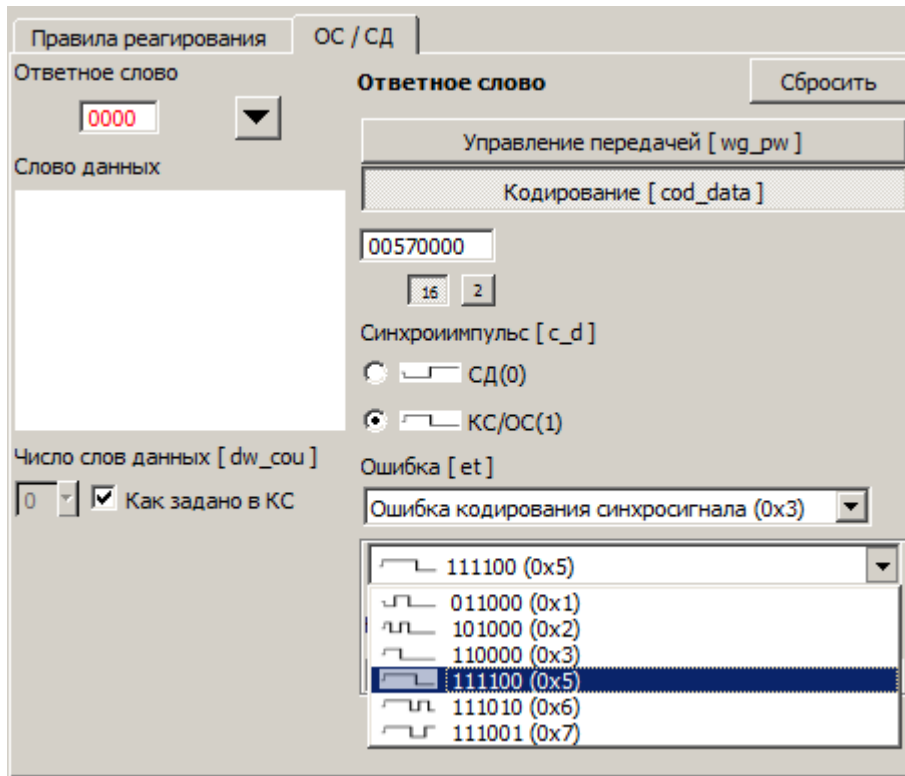 Правила реагирования
ОС / СД
Ответное слово
0000
Слово данных
Число слов данных [ dw_cou ]
0
Как задано в КС
Ответное слово
Сбросить
Управление передачей [ wg_pw ]
Кодирование [ cod_data ]
00570000
16
2
Синхроиимпульс [ c_d ]
СД(0)
КС/ОС(1)
Ошибка [ et ]
Ошибка кодирования синхросигнала (0x3)
111100 (0x5)
011000 (0x1)
101000 (0x2)
110000 (0x3)
111100 (0x5)
111010 (0x6)
111001 (0x7)